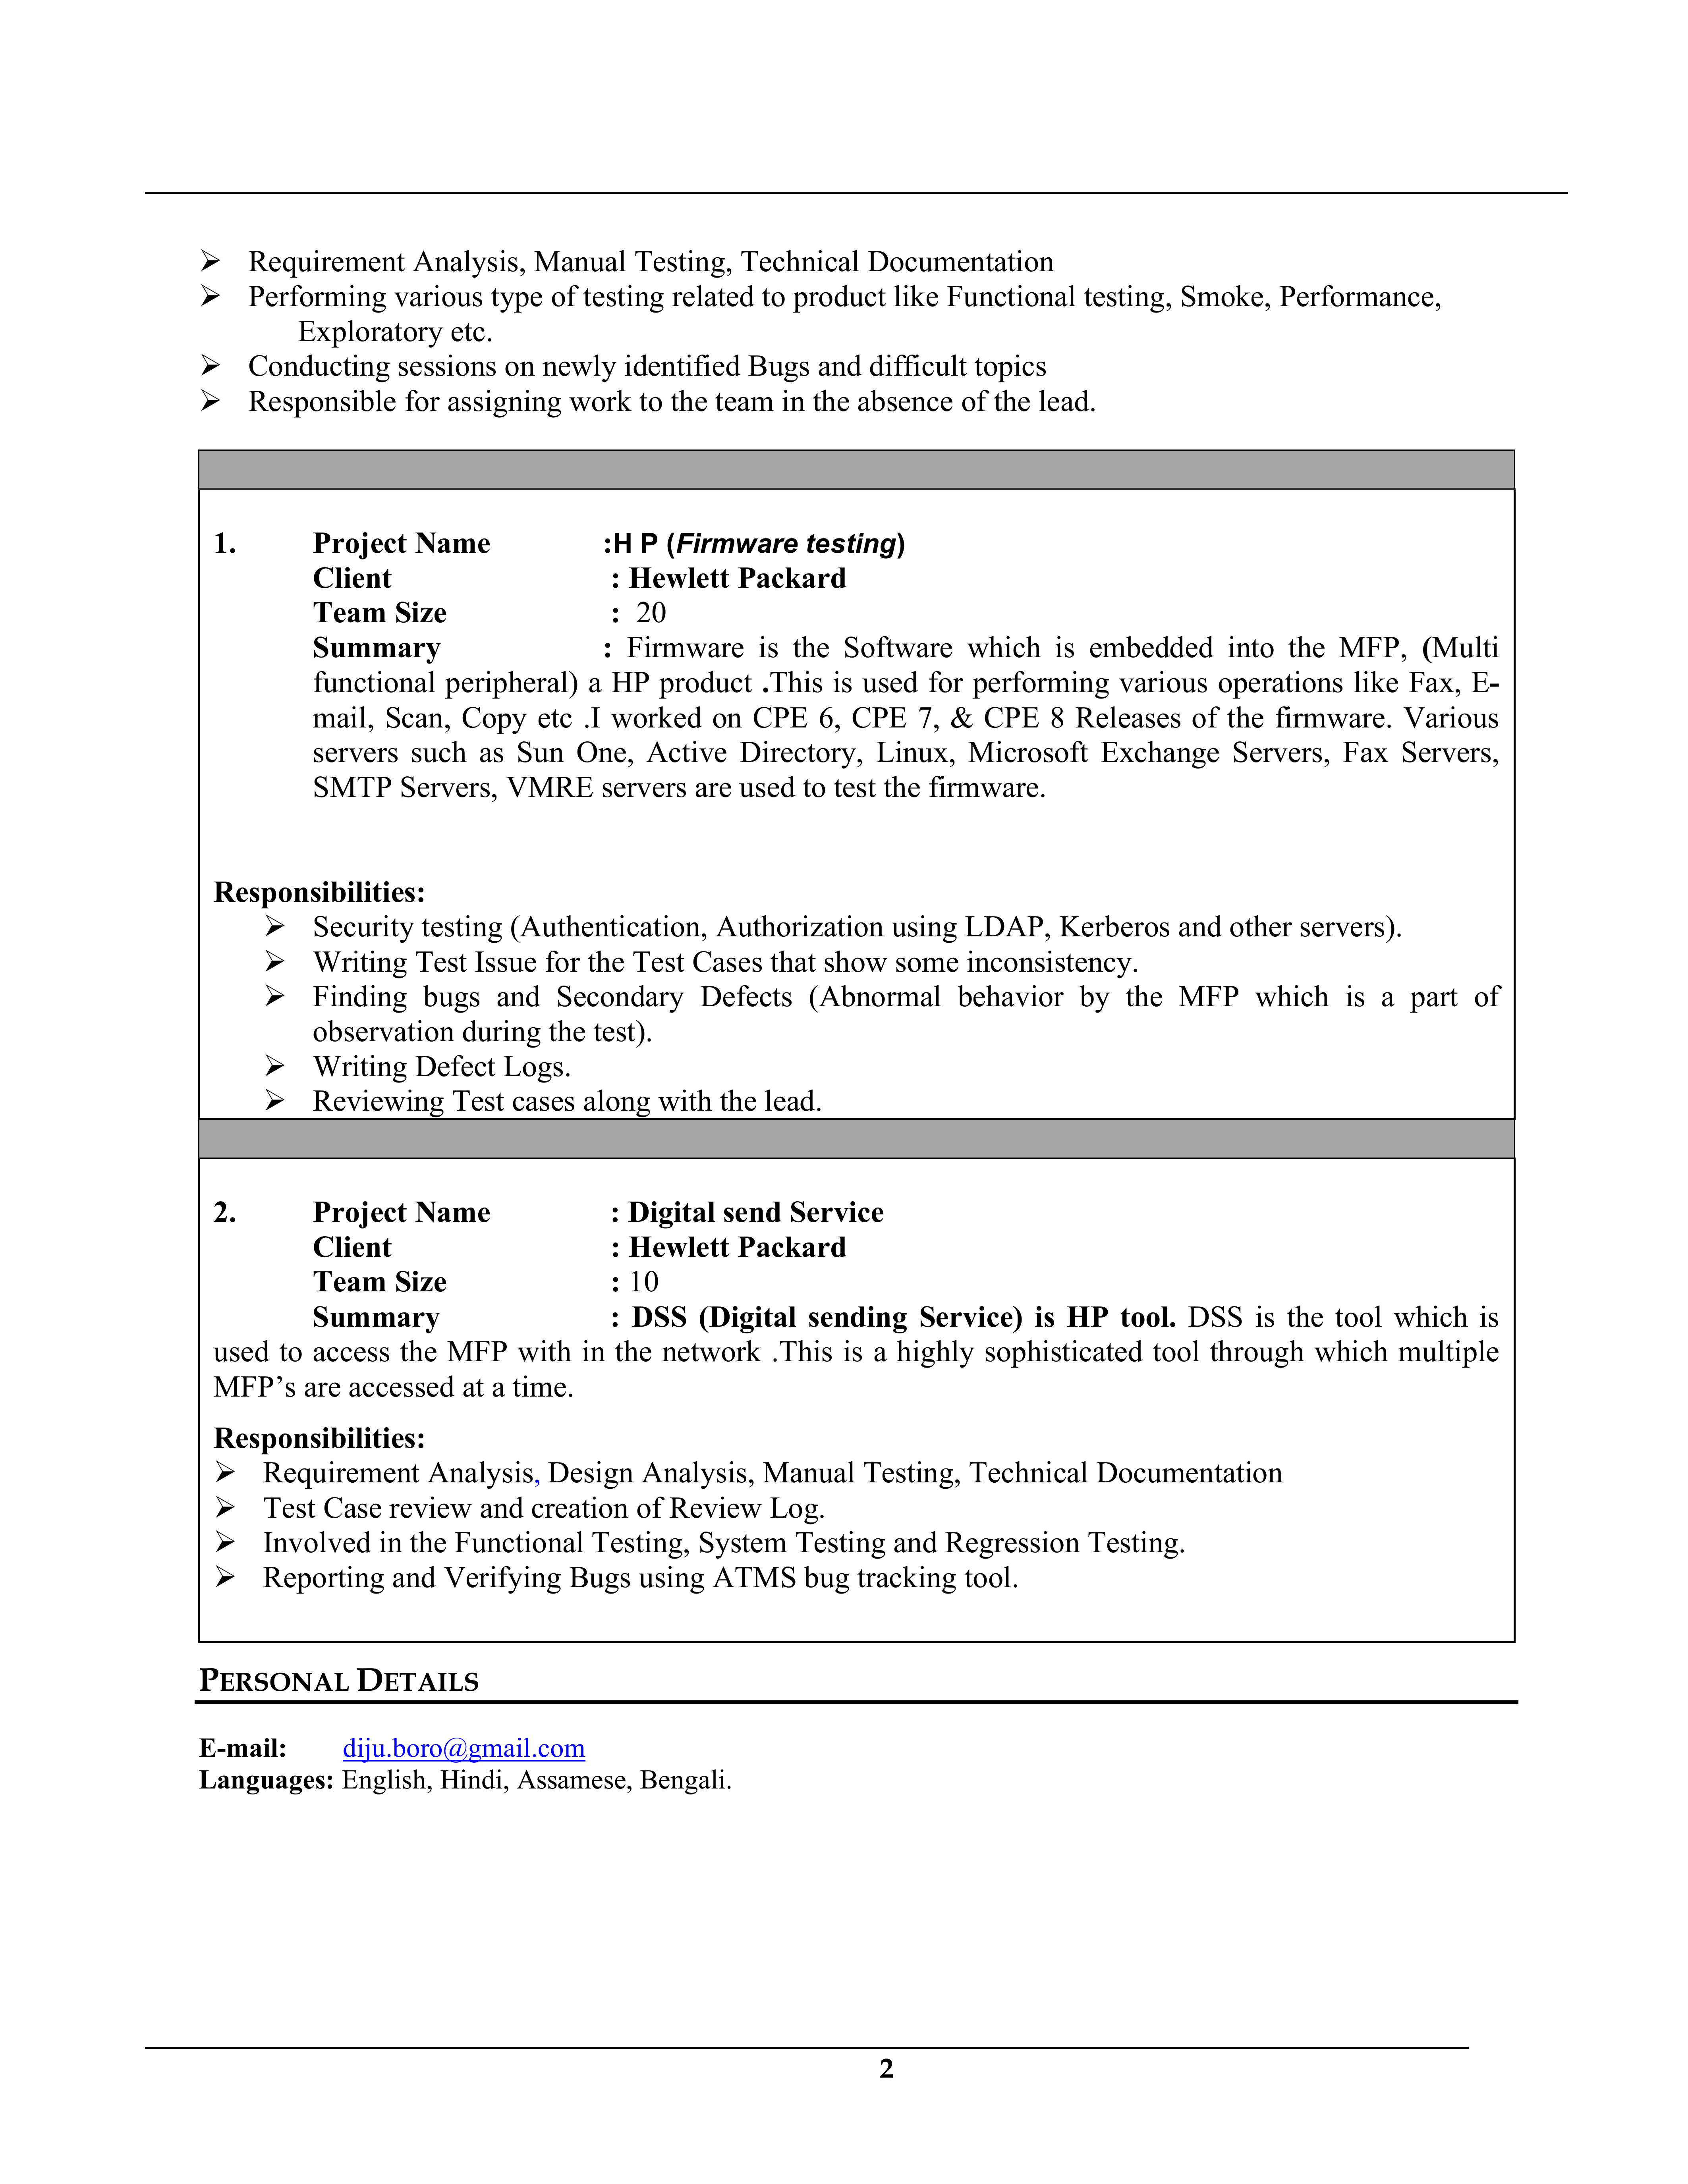 ➢ Requirement Analysis, Manual Testing, Technical Documentation
➢ Performing various type of testing related to product like Functional testing, Smoke, Performance,
Exploratory etc.
➢ Conducting sessions on newly identified Bugs and difficult topics
➢ Responsible for assigning work to the team in the absence of the lead.
1. Project Name :H P (Firmware testing)
Client : Hewlett Packard
Team Size : 20
Summary : Firmware is the Software which is embedded into the MFP, (Multi
functional peripheral) a HP product .This is used for performing various operations like Fax, E-
mail, Scan, Copy etc .I worked on CPE 6, CPE 7, & CPE 8 Releases of the firmware. Various
servers such as Sun One, Active Directory, Linux, Microsoft Exchange Servers, Fax Servers,
SMTP Servers, VMRE servers are used to test the firmware.
Responsibilities:
➢ Security testing (Authentication, Authorization using LDAP, Kerberos and other servers).
➢ Writing Test Issue for the Test Cases that show some inconsistency.
➢ Finding bugs and Secondary Defects (Abnormal behavior by the MFP which is a part of
observation during the test).
➢ Writing Defect Logs.
➢ Reviewing Test cases along with the lead.
2. Project Name : Digital send Service
Client : Hewlett Packard
Team Size : 10
Summary : DSS (Digital sending Service) is HP tool. DSS is the tool which is
used to access the MFP with in the network .This is a highly sophisticated tool through which multiple
MFP’s are accessed at a time.
Responsibilities:
➢ Requirement Analysis, Design Analysis, Manual Testing, Technical Documentation
➢ Test Case review and creation of Review Log.
➢ Involved in the Functional Testing, System Testing and Regression Testing.
➢ Reporting and Verifying Bugs using ATMS bug tracking tool.
PERSONAL DETAILS
E-mail: diju.boro@gmail.com
Languages: English, Hindi, Assamese, Bengali.
2